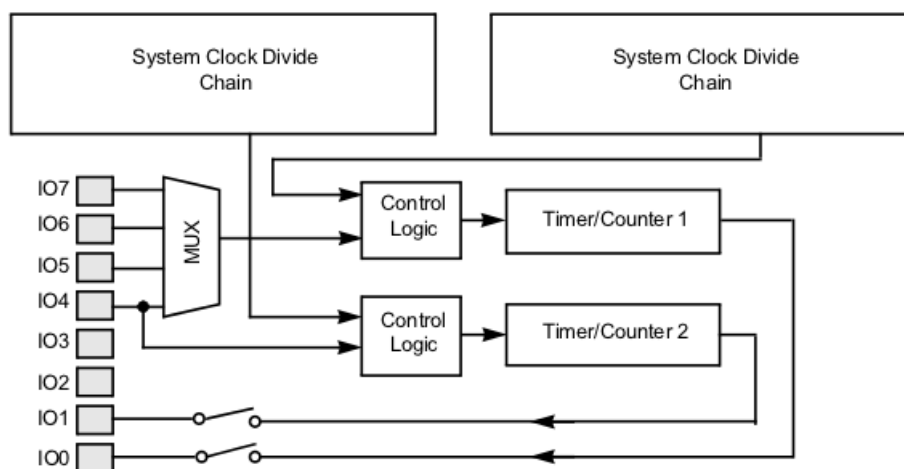 System Clock Divide
Chain
System Clock Divide
Chain
IO7
IO6
IO5
IO4
IO3
IO2
IO1
IO0
MUX
Control
Logic
Timer/Counter 1
Control
Logic
Timer/Counter 2